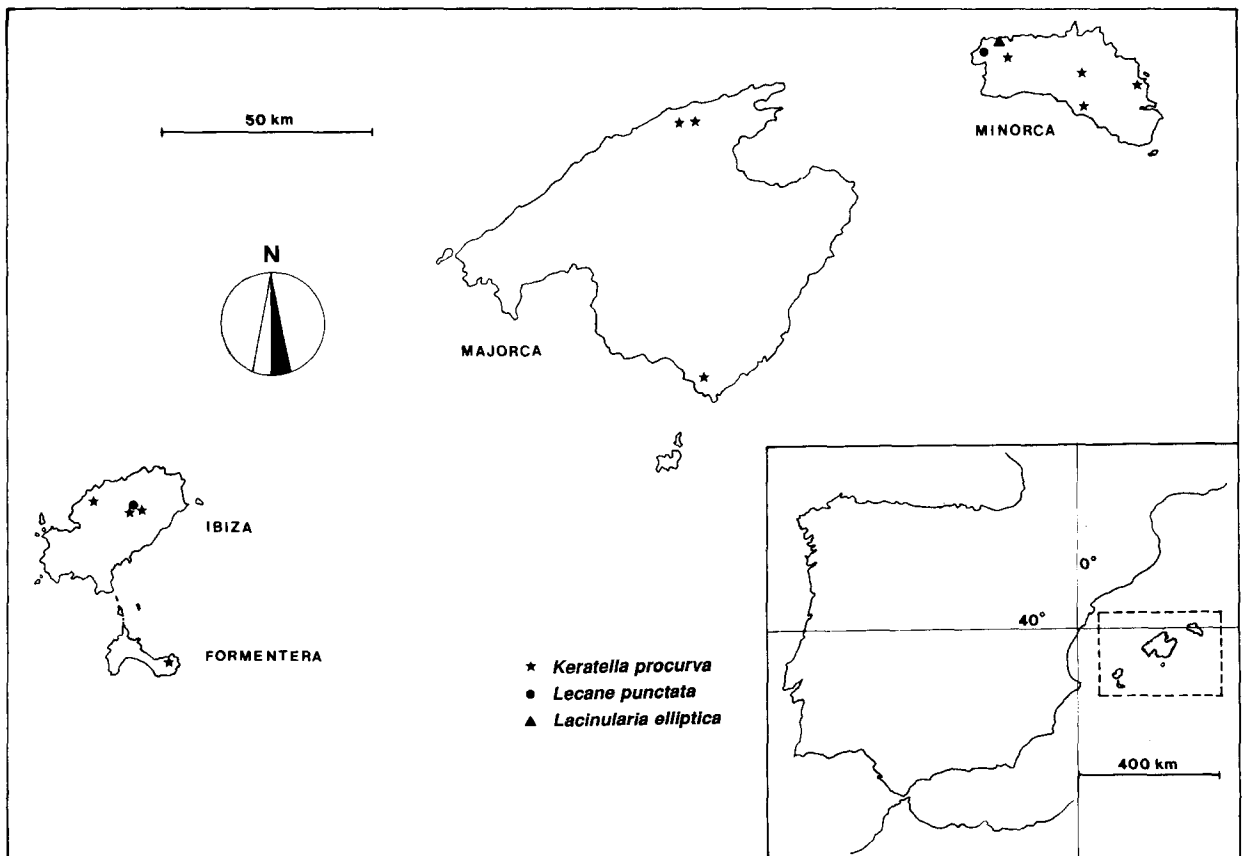 50 km
MINORCA
N
MAJORCA
IBIZA
FORMENTERA
Keratella procurva
Lecane punctata
Lacinularia elliptica
0°
40°
400 km